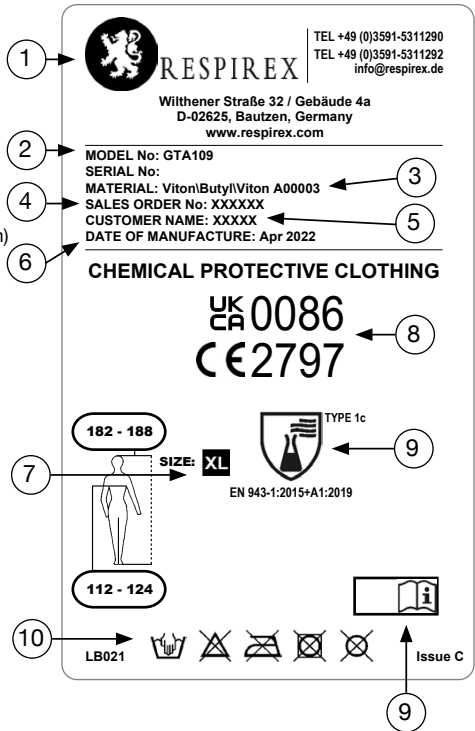 1
RESPIREX
TEL +49 (0)3591-5311290
TEL +49 (0)3591-5311292
info@respirex.de
Wilthener Straße 32 / Gebäude 4a
D-02625, Bautzen, Germany
www.respirex.com
2
MODEL No: GTA109
SERIAL No:
MATERIAL: Viton\Butyl\Viton A00003
3
4
SALES ORDER No: XXXXXX
CUSTOMER NAME: XXXXX
5
)
6
DATE OF MANUFACTURE: Apr 2022
CHEMICAL PROTECTIVE CLOTHING
UK
CA
0086
CE2797
8
182 - 188
7
SIZE: XL
TYPE 1c
9
EN 943-1:2015+A1:2019
112 - 124
i
10
LB021
Issue C
9